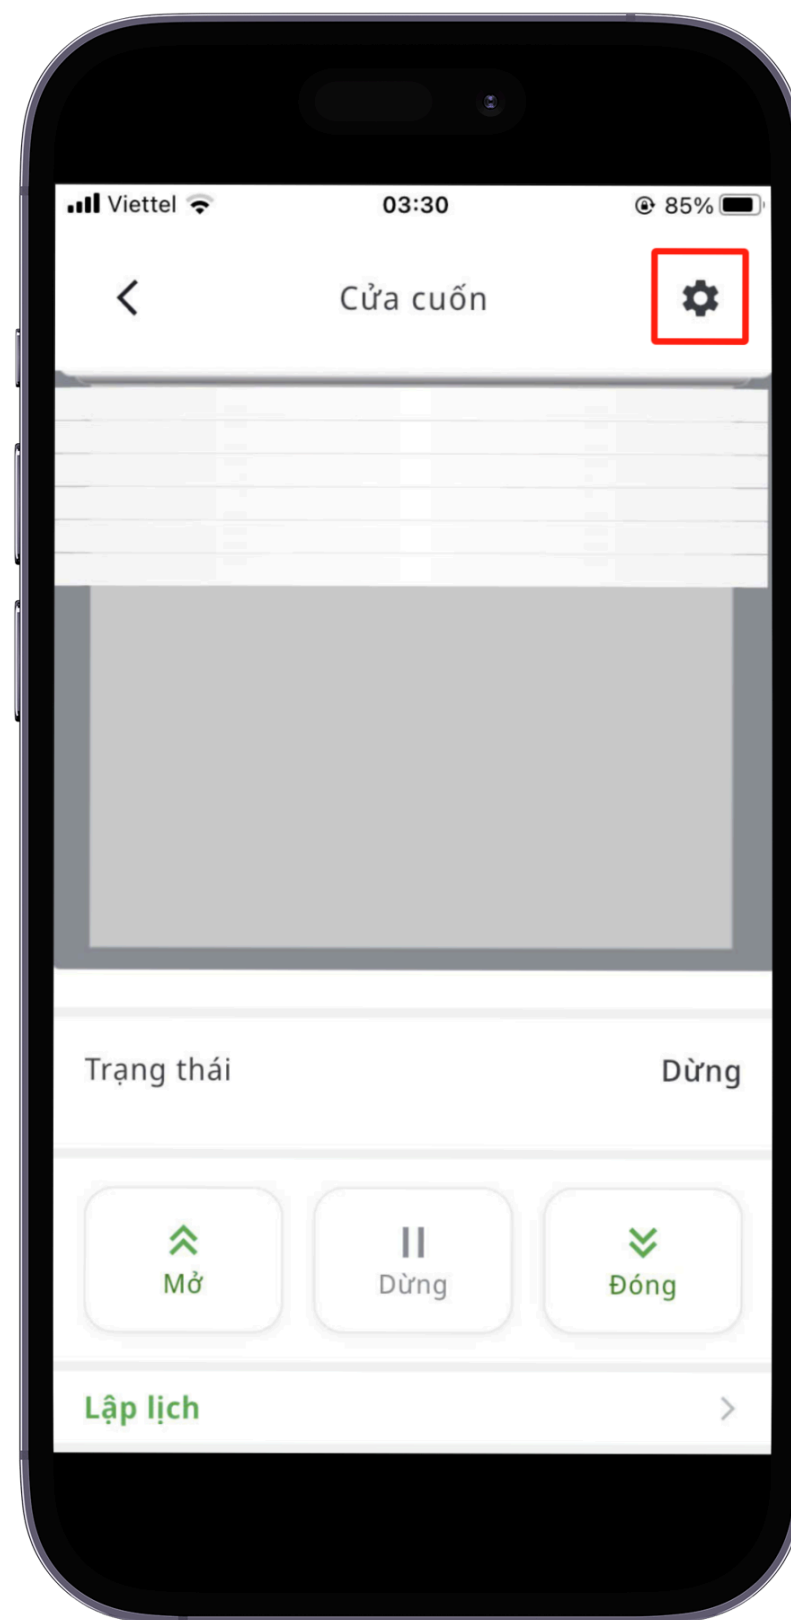 Viettel 03:30 85%
Cửa cuốn
Trạng thái Dừng
Mở Dừng Đóng
Lập lịch